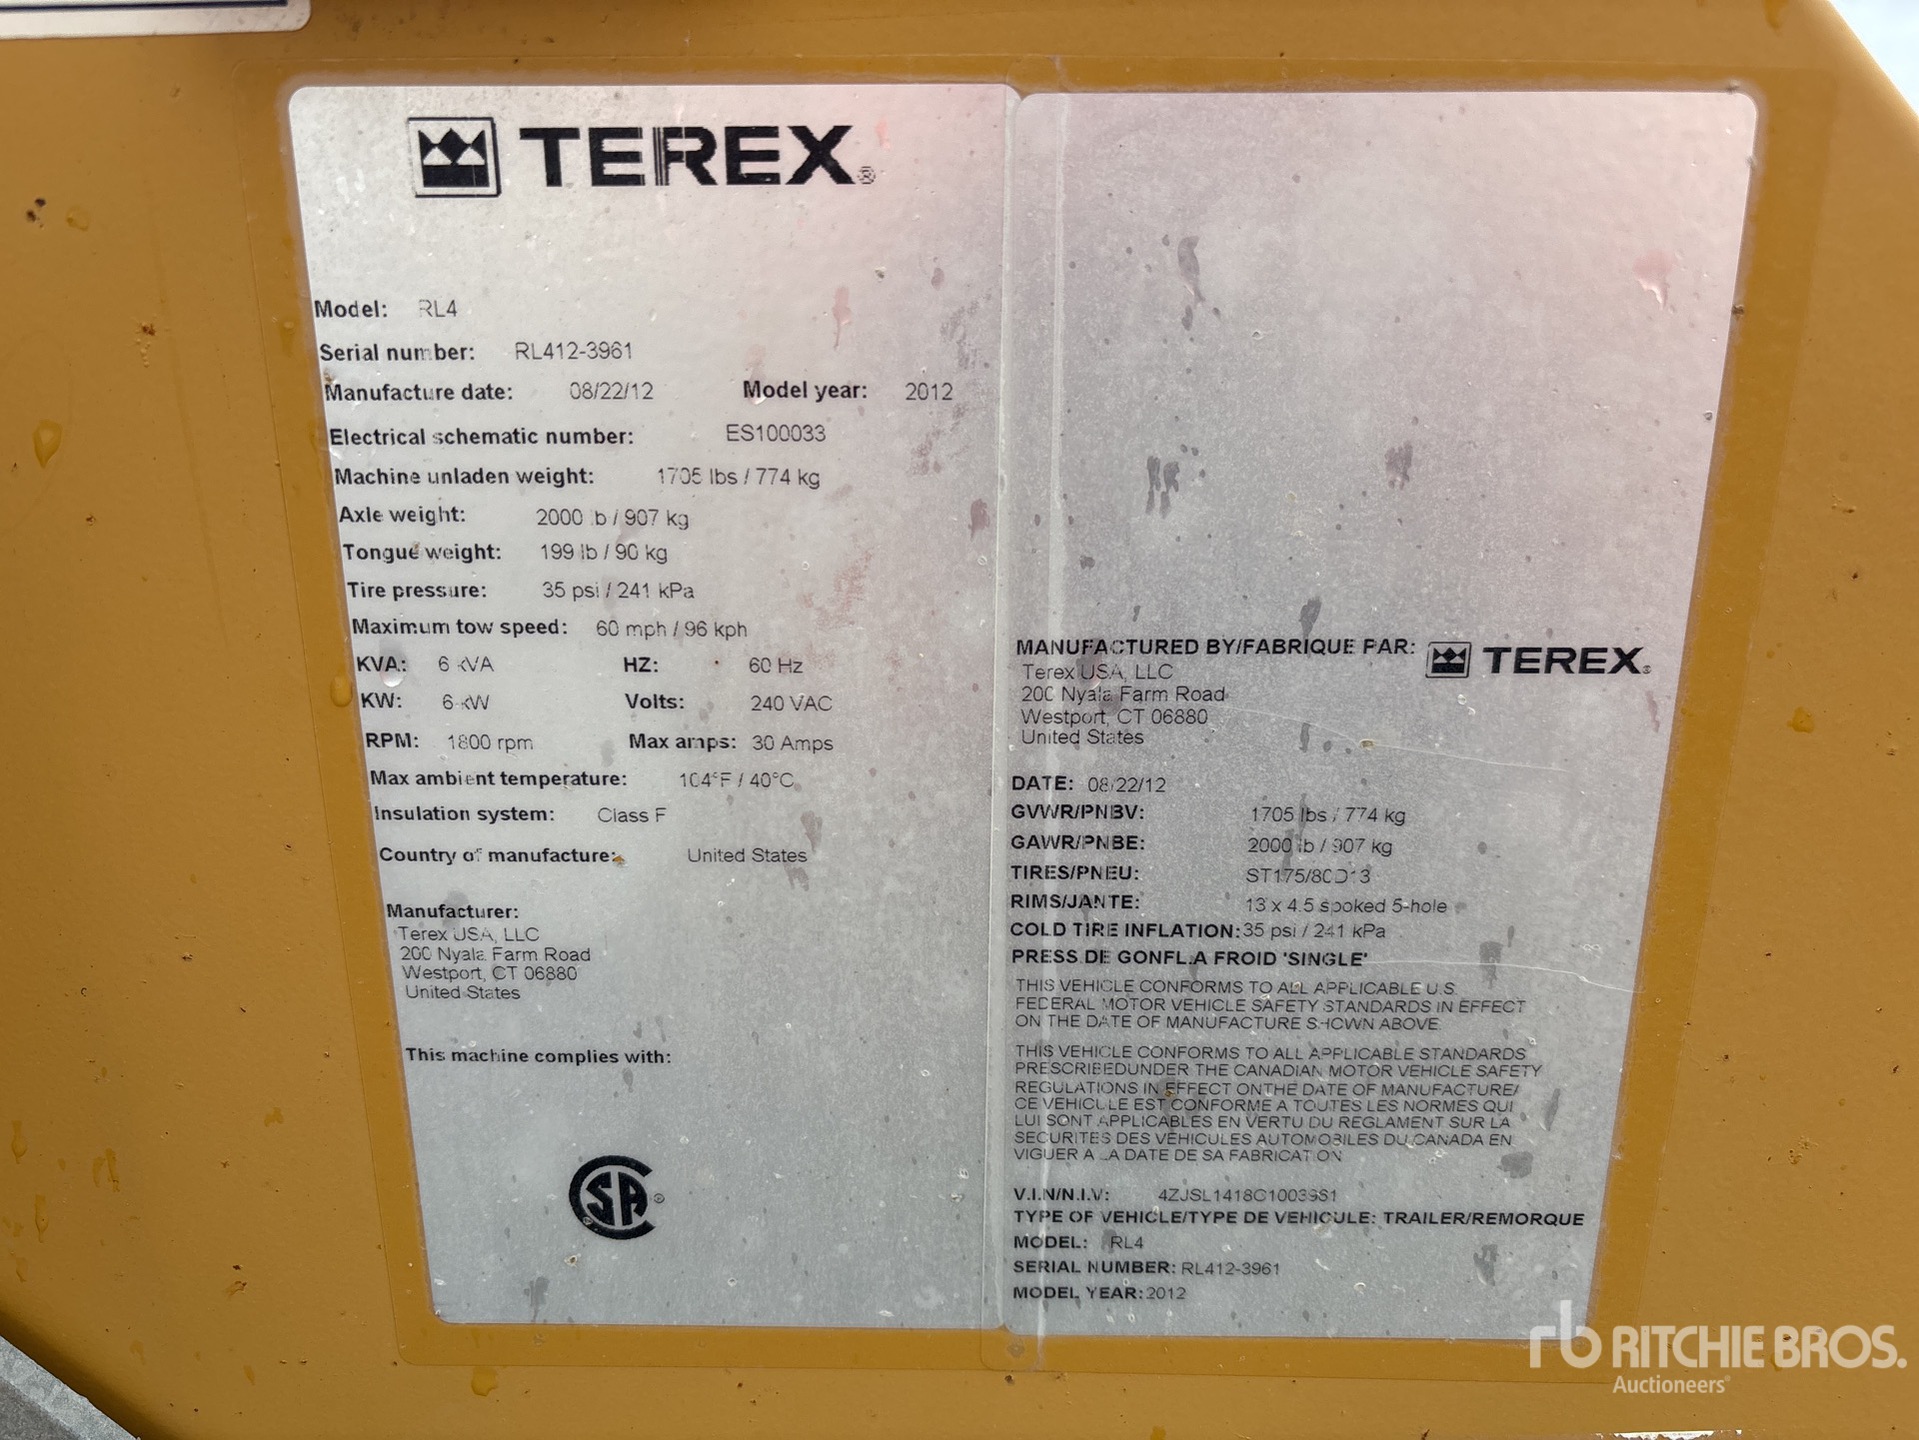 TEREX®
Model: RL4
Serial number: RL412-3961
Manufacture date: 08/22/12 Model year: 2012
Electrical schematic number: ES100033
Machine unladen weight: 1705 lbs / 774 kg
Axle weight: 2000 lb / 907 kg
Tongue weight: 199 lb / 90 kg
Tire pressure: 35 psi / 241 kPa
Maximum tow speed: 60 mph / 96 kph
KVA: 6 kVA HZ: 60 Hz
KW: 6 kW Volts: 240 VAC
RPM: 1800 rpm Max amps: 30 Amps
Max ambient temperature: 104°F / 40°C
Insulation system: Class F
Country of manufacture: United States
Manufacturer:
Terex USA, LLC
200 Nyala Farm Road
Westport, CT 06880
United States
This machine complies with:
CSA®
MANUFACTURED BY/FABRIQUE PAR: TEREX®
Terex USA, LLC
200 Nyala Farm Road
Westport, CT 06880
United States
DATE: 08/22/12
GVWR/PNBV: 1705 lbs / 774 kg
GAWR/PNBE: 2000 lb / 907 kg
TIRES/PNEU: ST175/80D13
RIMS/JANTE: 13 x 4.5 spoked 5-hole
COLD TIRE INFLATION: 35 psi / 241 kPa
PRESS.DE GONFL.A FROID 'SINGLE'
THIS VEHICLE CONFORMS TO ALL APPLICABLE U.S.
FEDERAL MOTOR VEHICLE SAFETY STANDARDS IN EFFECT
ON THE DATE OF MANUFACTURE SHOWN ABOVE.
THIS VEHICLE CONFORMS TO ALL APPLICABLE STANDARDS
PRESCRIBEDUNDER THE CANADIAN MOTOR VEHICLE SAFETY
REGULATIONS IN EFFECT ONTHE DATE OF MANUFACTURE/
CE VEHICULE EST CONFORME A TOUTES LES NORMES QUI
LUI SONT APPLICABLES EN VERTU DU REGLAMENT SUR LA
SECURITES DES VEHICULES AUTOMOBILES DU CANADA EN
VIGUER A LA DATE DE SA FABRICATION
V.I.N/N.I.V:
TYPE OF VEHICLE/TYPE DE VEHICULE: TRAILER/REMORQUE
MODEL: RL4
SERIAL NUMBER: RL412-3961
MODEL YEAR: 2012
rb RITCHIE BROS.
Auctioneers®